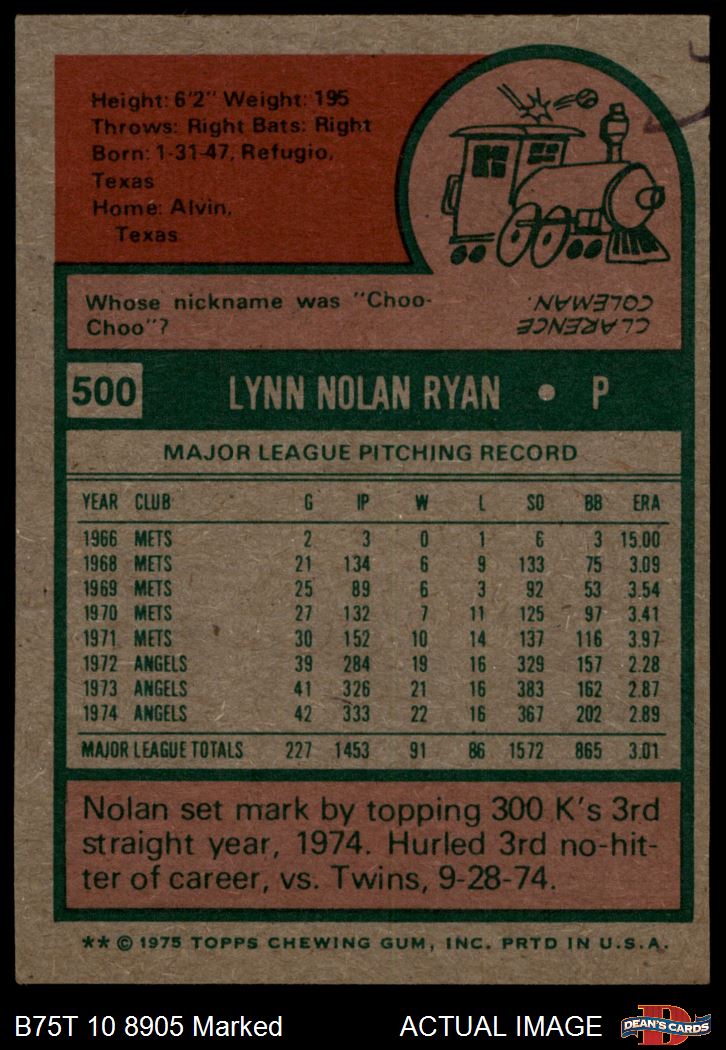 Height: 6'2" Weight: 195
Throws: Right Bats: Right
Born: 1-31-47, Refugio,
Texas
Home: Alvin,
Texas
Whose nickname was "Choo-
Choo"?
CLARENCE
COLEMAN.
500 LYNN NOLAN RYAN • P
MAJOR LEAGUE PITCHING RECORD
YEAR CLUB G IP W L SO BB ERA
1966 METS 2 3 0 1 6 3 15.00
1968 METS 21 134 6 9 133 75 3.09
1969 METS 25 89 6 3 92 53 3.54
1970 METS 27 132 7 11 125 97 3.41
1971 METS 30 152 10 14 137 116 3.97
1972 ANGELS 39 284 19 16 329 157 2.28
1973 ANGELS 41 326 21 16 383 162 2.87
1974 ANGELS 42 333 22 16 367 202 2.89
MAJOR LEAGUE TOTALS 227 1453 91 86 1572 865 3.01
Nolan set mark by topping 300 K's 3rd
straight year, 1974. Hurled 3rd no-hit-
ter of career, vs. Twins, 9-28-74.
** © 1975 TOPPS CHEWING GUM, INC. PRTD IN U.S.A.
B75T 10 8905 Marked ACTUAL IMAGE
D
DEAN'S CARDS